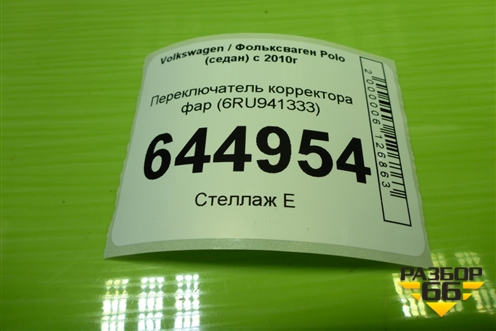 Volkswagen / Фольксваген Polo
(седан) с 2010г
Переключатель корректора
фар (6RU941333)
644954
Стеллаж Е
2000006126863
РАЗБОР
66